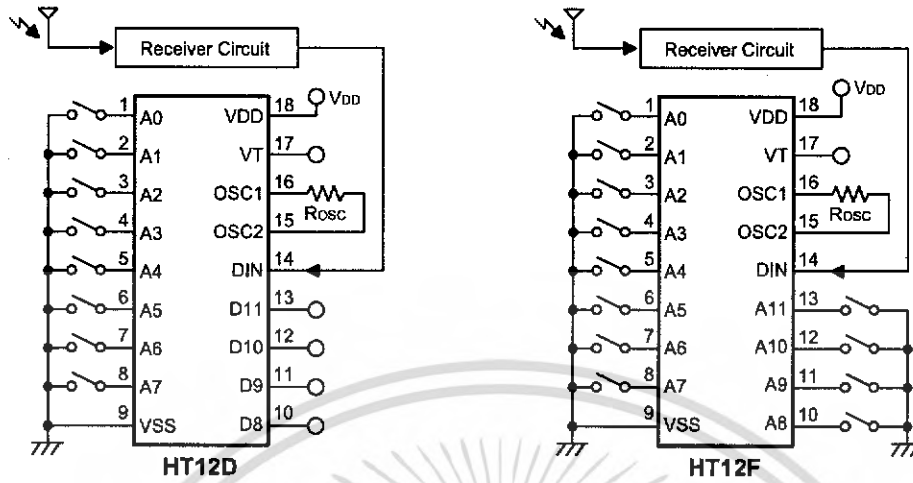 Receiver Circuit
1 A0 VDD 18 VDD
2 A1 VT 17
3 A2 OSC1 16
ROSC
4 A3 OSC2 15
5 A4 DIN 14
6 A5 D11 13
7 A6 D10 12
8 A7 D9 11
9 VSS D8 10
HT12D
Receiver Circuit
1 A0 VDD 18 VDD
2 A1 VT 17
3 A2 OSC1 16
ROSC
4 A3 OSC2 15
5 A4 DIN 14
6 A5 A11 13
7 A6 A10 12
8 A7 A9 11
9 VSS A8 10
HT12F